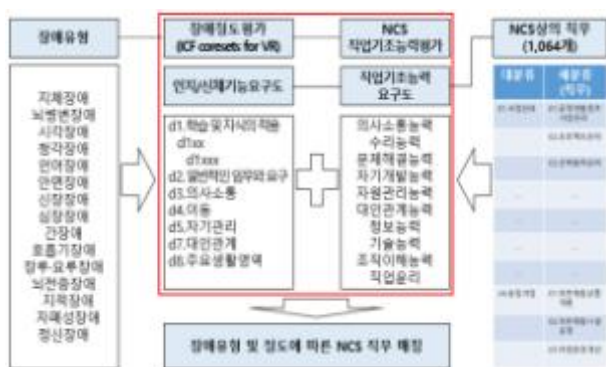 장애유형
지체장애
뇌병변장애
시각장애
청각장애
언어장애
안면장애
신장장애
심장장애
간장애
호흡기장애
장루·요루장애
뇌전증장애
지적장애
자폐성장애
정신장애
장애정도평가
(ICF coresets for VR)
인지/신체기능요구도
d1.학습 및 지식의 적용
d1xx
d1xxx
d2.일반적인 임무와 요구
d3.의사소통
d4.이동
d5.자기관리
d7.대인관계
d8.주요생활영역
NCS
직업기초능력평가
직업기초능력
요구도
의사소통능력
수리능력
문제해결능력
자기개발능력
자원관리능력
대인관계능력
정보능력
기술능력
조직이해능력
직업윤리
NCS상의 직무
(1,064개)
대분류
세분류
(직무)
01.사업관리
장애유형 및 정도에 따른 NCS 직무 매칭